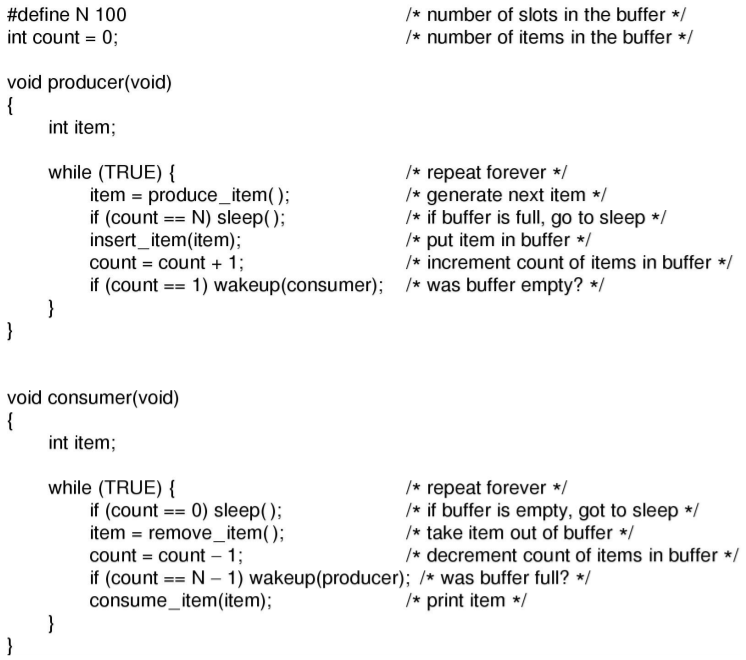 #define N 100 /* number of slots in the buffer */
int count = 0; /* number of items in the buffer */
void producer(void)
{
int item;
while (TRUE) { /* repeat forever */
item = produce_item( ); /* generate next item */
if (count == N) sleep( ); /* if buffer is full, go to sleep */
insert_item(item); /* put item in buffer */
count = count + 1; /* increment count of items in buffer */
if (count == 1) wakeup(consumer); /* was buffer empty? */
}
}
void consumer(void)
{
int item;
while (TRUE) { /* repeat forever */
if (count == 0) sleep( ); /* if buffer is empty, got to sleep */
item = remove_item( ); /* take item out of buffer */
count = count − 1; /* decrement count of items in buffer */
if (count == N − 1) wakeup(producer); /* was buffer full? */
consume_item(item); /* print item */
}
}